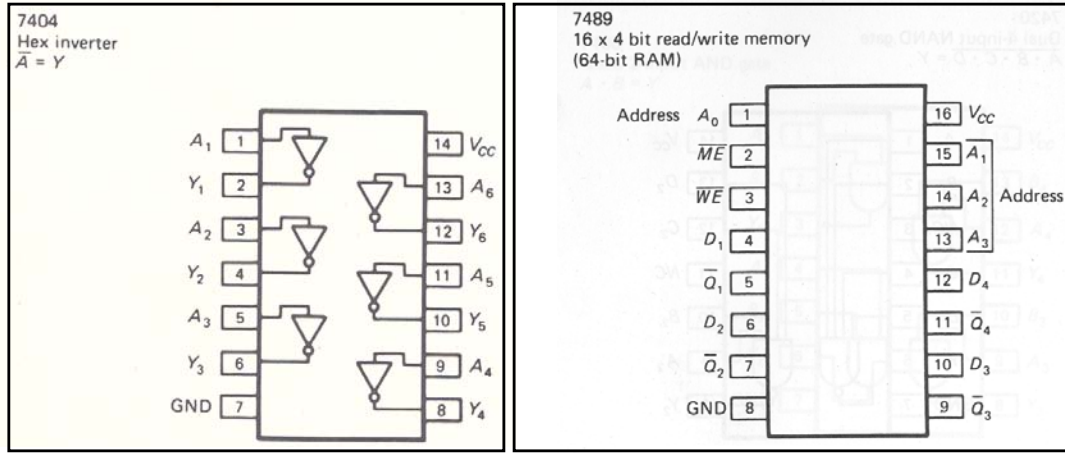 7404
Hex inverter
A̅ = Y
A₁ 1
14 V_CC
Y₁ 2
13 A₆
A₂ 3
12 Y₆
Y₂ 4
11 A₅
A₃ 5
10 Y₅
Y₃ 6
9 A₄
GND 7
8 Y₄
7489
16 x 4 bit read/write memory
(64-bit RAM)
Address A₀ 1
16 V_CC
M̅E̅ 2
15 A₁
W̅E̅ 3
14 A₂ Address
D₁ 4
13 A₃
Q̅₁ 5
12 D₄
D₂ 6
11 Q̅₄
Q̅₂ 7
10 D₃
GND 8
9 Q̅₃